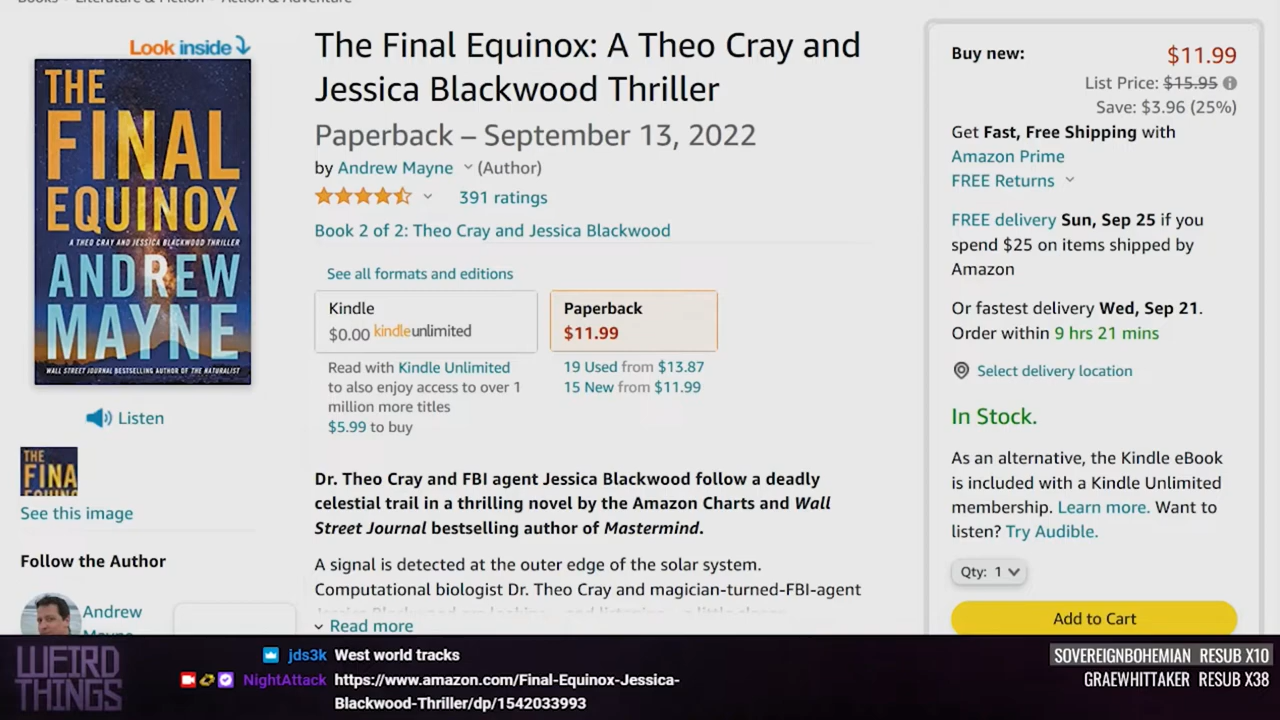 Books › Literature & Fiction › Action & Adventure
Look inside
THE
FINAL
EQUINOX
A THEO CRAY AND JESSICA BLACKWOOD THRILLER
ANDREW
MAYNE
WALL STREET JOURNAL BESTSELLING AUTHOR OF THE NATURALIST
Listen
THE
FINA
See this image
Follow the Author
Andrew
The Final Equinox: A Theo Cray and
Jessica Blackwood Thriller
Paperback – September 13, 2022
by Andrew Mayne (Author)
391 ratings
Book 2 of 2: Theo Cray and Jessica Blackwood
See all formats and editions
Kindle
$0.00 kindleunlimited
Read with Kindle Unlimited
to also enjoy access to over 1
million more titles
$5.99 to buy
Paperback
$11.99
19 Used from $13.87
15 New from $11.99
Dr. Theo Cray and FBI agent Jessica Blackwood follow a deadly
celestial trail in a thrilling novel by the Amazon Charts and Wall
Street Journal bestselling author of Mastermind.
A signal is detected at the outer edge of the solar system.
Computational biologist Dr. Theo Cray and magician-turned-FBI-agent
Read more
Buy new: $11.99
List Price: $15.95
Save: $3.96 (25%)
Get Fast, Free Shipping with
Amazon Prime
FREE Returns
FREE delivery Sun, Sep 25 if you
spend $25 on items shipped by
Amazon
Or fastest delivery Wed, Sep 21.
Order within 9 hrs 21 mins
Select delivery location
In Stock.
As an alternative, the Kindle eBook
is included with a Kindle Unlimited
membership. Learn more. Want to
listen? Try Audible.
Qty: 1
Add to Cart
WEIRD
THINGS
jds3k West world tracks
NightAttack https://www.amazon.com/Final-Equinox-Jessica-
Blackwood-Thriller/dp/1542033993
SOVEREIGNBOHEMIAN RESUB X10
GRAEWHITTAKER RESUB X38